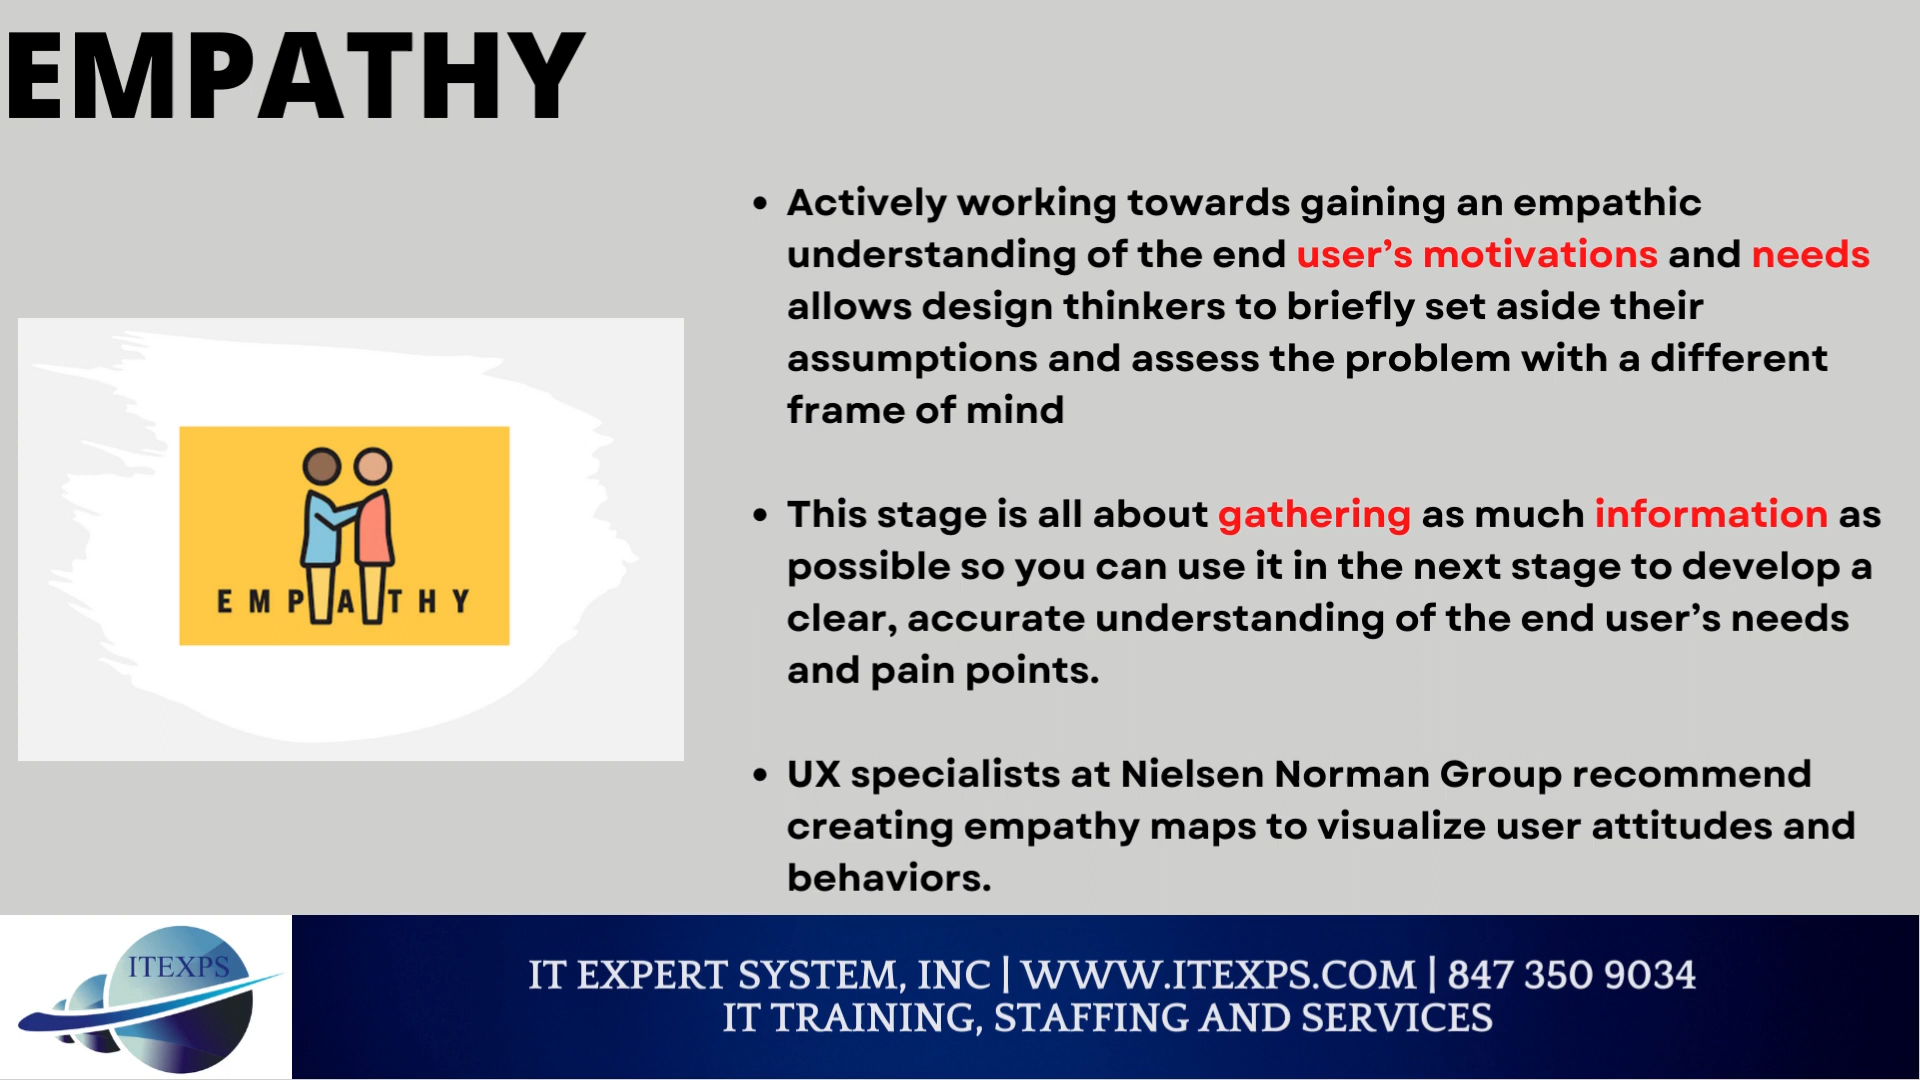 EMPATHY
• Actively working towards gaining an empathic
understanding of the end user’s motivations and needs
allows design thinkers to briefly set aside their
assumptions and assess the problem with a different
frame of mind
• This stage is all about gathering as much information as
possible so you can use it in the next stage to develop a
clear, accurate understanding of the end user’s needs
and pain points.
• UX specialists at Nielsen Norman Group recommend
creating empathy maps to visualize user attitudes and
behaviors.
EMPATHY
ITEXPS
IT EXPERT SYSTEM, INC | WWW.ITEXPS.COM | 847 350 9034
IT TRAINING, STAFFING AND SERVICES